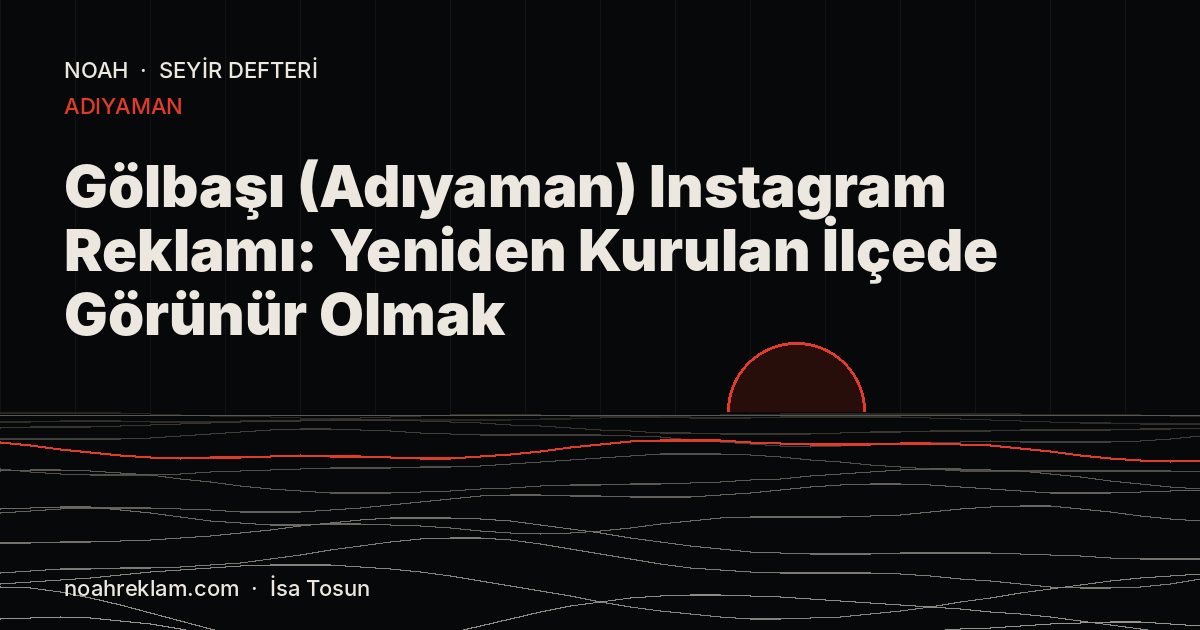 NOAH · SEYİR DEFTERİ
ADIYAMAN
Gölbaşı (Adıyaman) Instagram
Reklamı: Yeniden Kurulan İlçede
Görünür Olmak
noahreklam.com · İsa Tosun